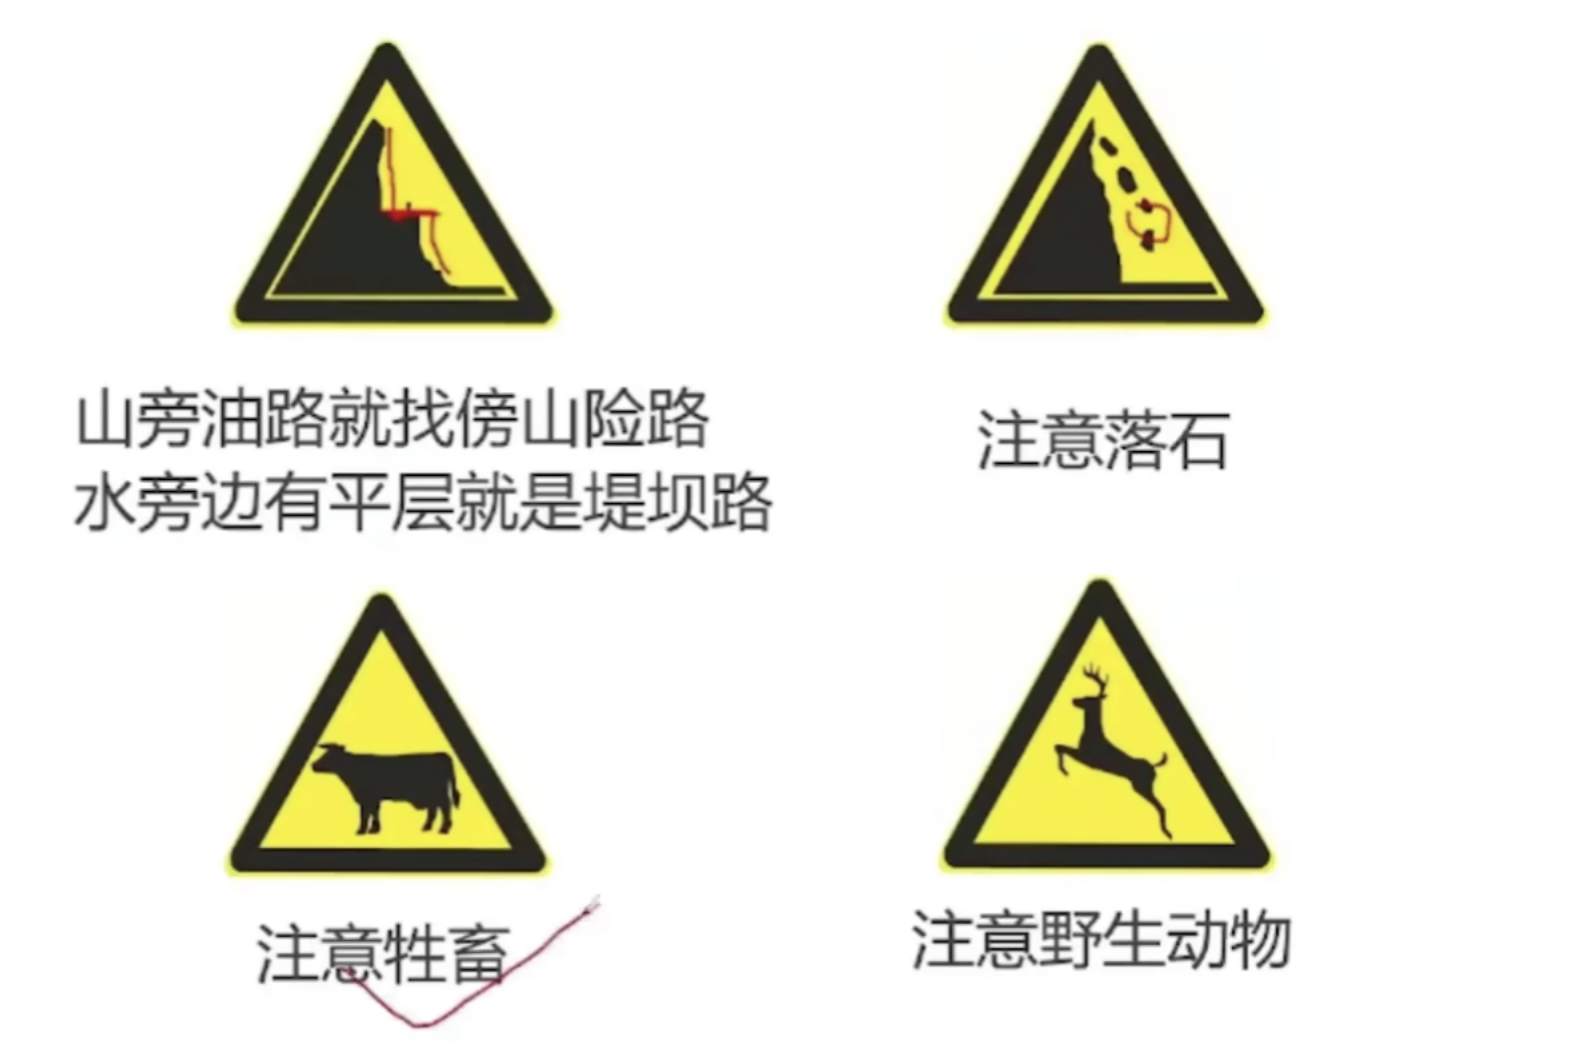 山旁油路就找傍山险路
水旁边有平层就是堤坝路
注意落石
注意牲畜
注意野生动物